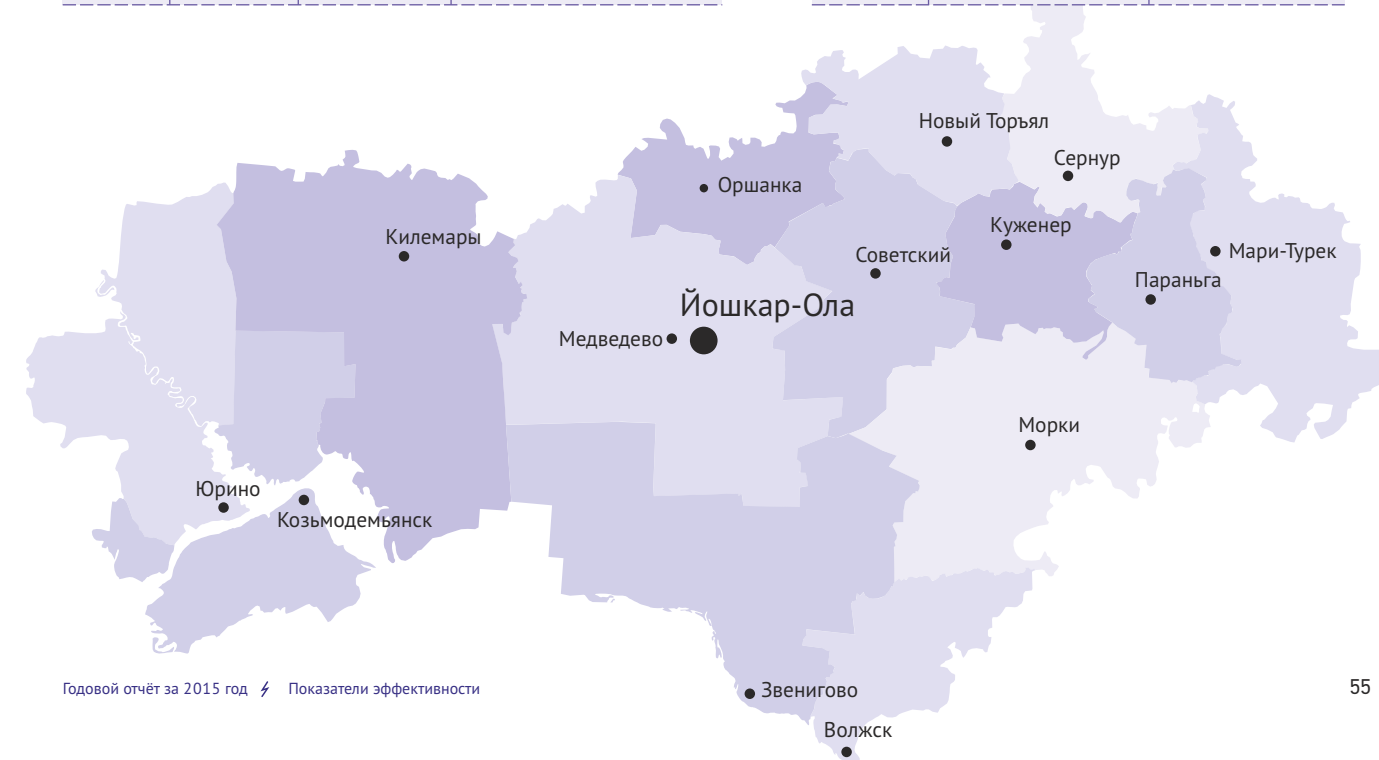 Новый Торъял
Сернур
Оршанка
Куженер
Килемары
Советский
Мари-Турек
Параньга
Йошкар-Ола
Медведево
Морки
Юрино
Козьмодемьянск
Звенигово
Волжск
Годовой отчёт за 2015 год Показатели эффективности
55